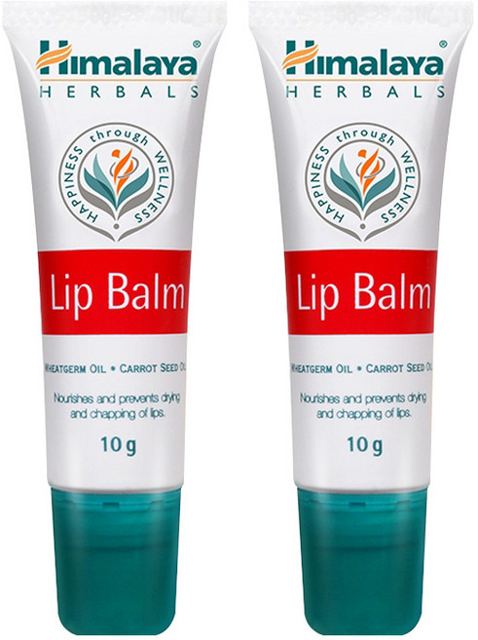 Himalaya®
HERBALS
HAPPINESS through WELLNESS
Lip Balm
WHEATGERM OIL • CARROT SEED OIL
Nourishes and prevents drying
and chapping of lips.
10 g
Himalaya®
HERBALS
HAPPINESS through WELLNESS
Lip Balm
WHEATGERM OIL • CARROT SEED OIL
Nourishes and prevents drying
and chapping of lips.
10 g